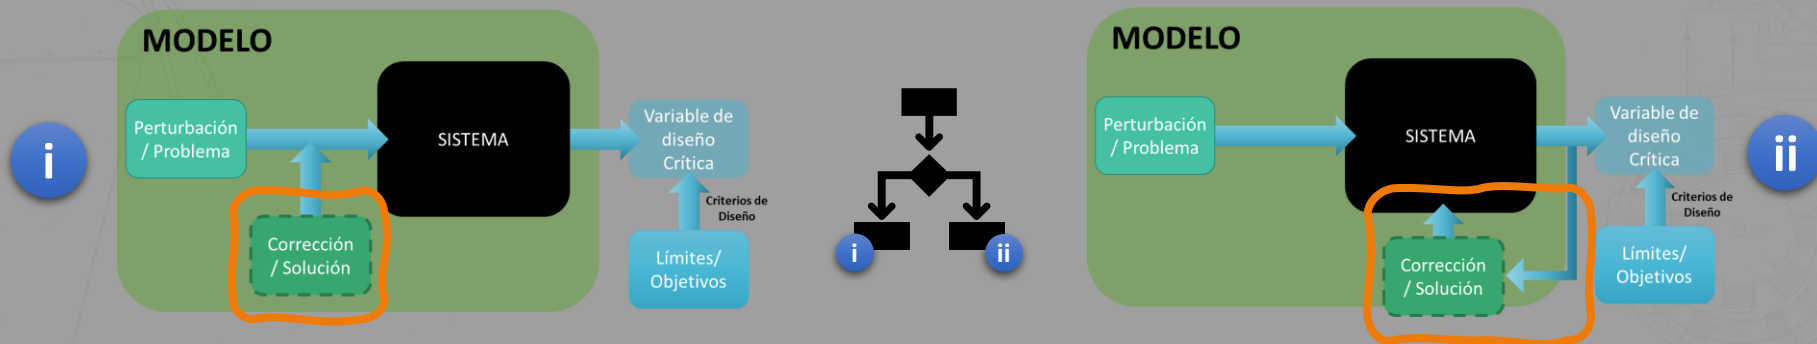 MODELO
i
Perturbación
/ Problema
SISTEMA
Variable de
diseño
Crítica
Criterios de
Diseño
Corrección
/ Solución
Límites/
Objetivos
i
ii
MODELO
Perturbación
/ Problema
SISTEMA
Variable de
diseño
Crítica
ii
Criterios de
Diseño
Corrección
/ Solución
Límites/
Objetivos